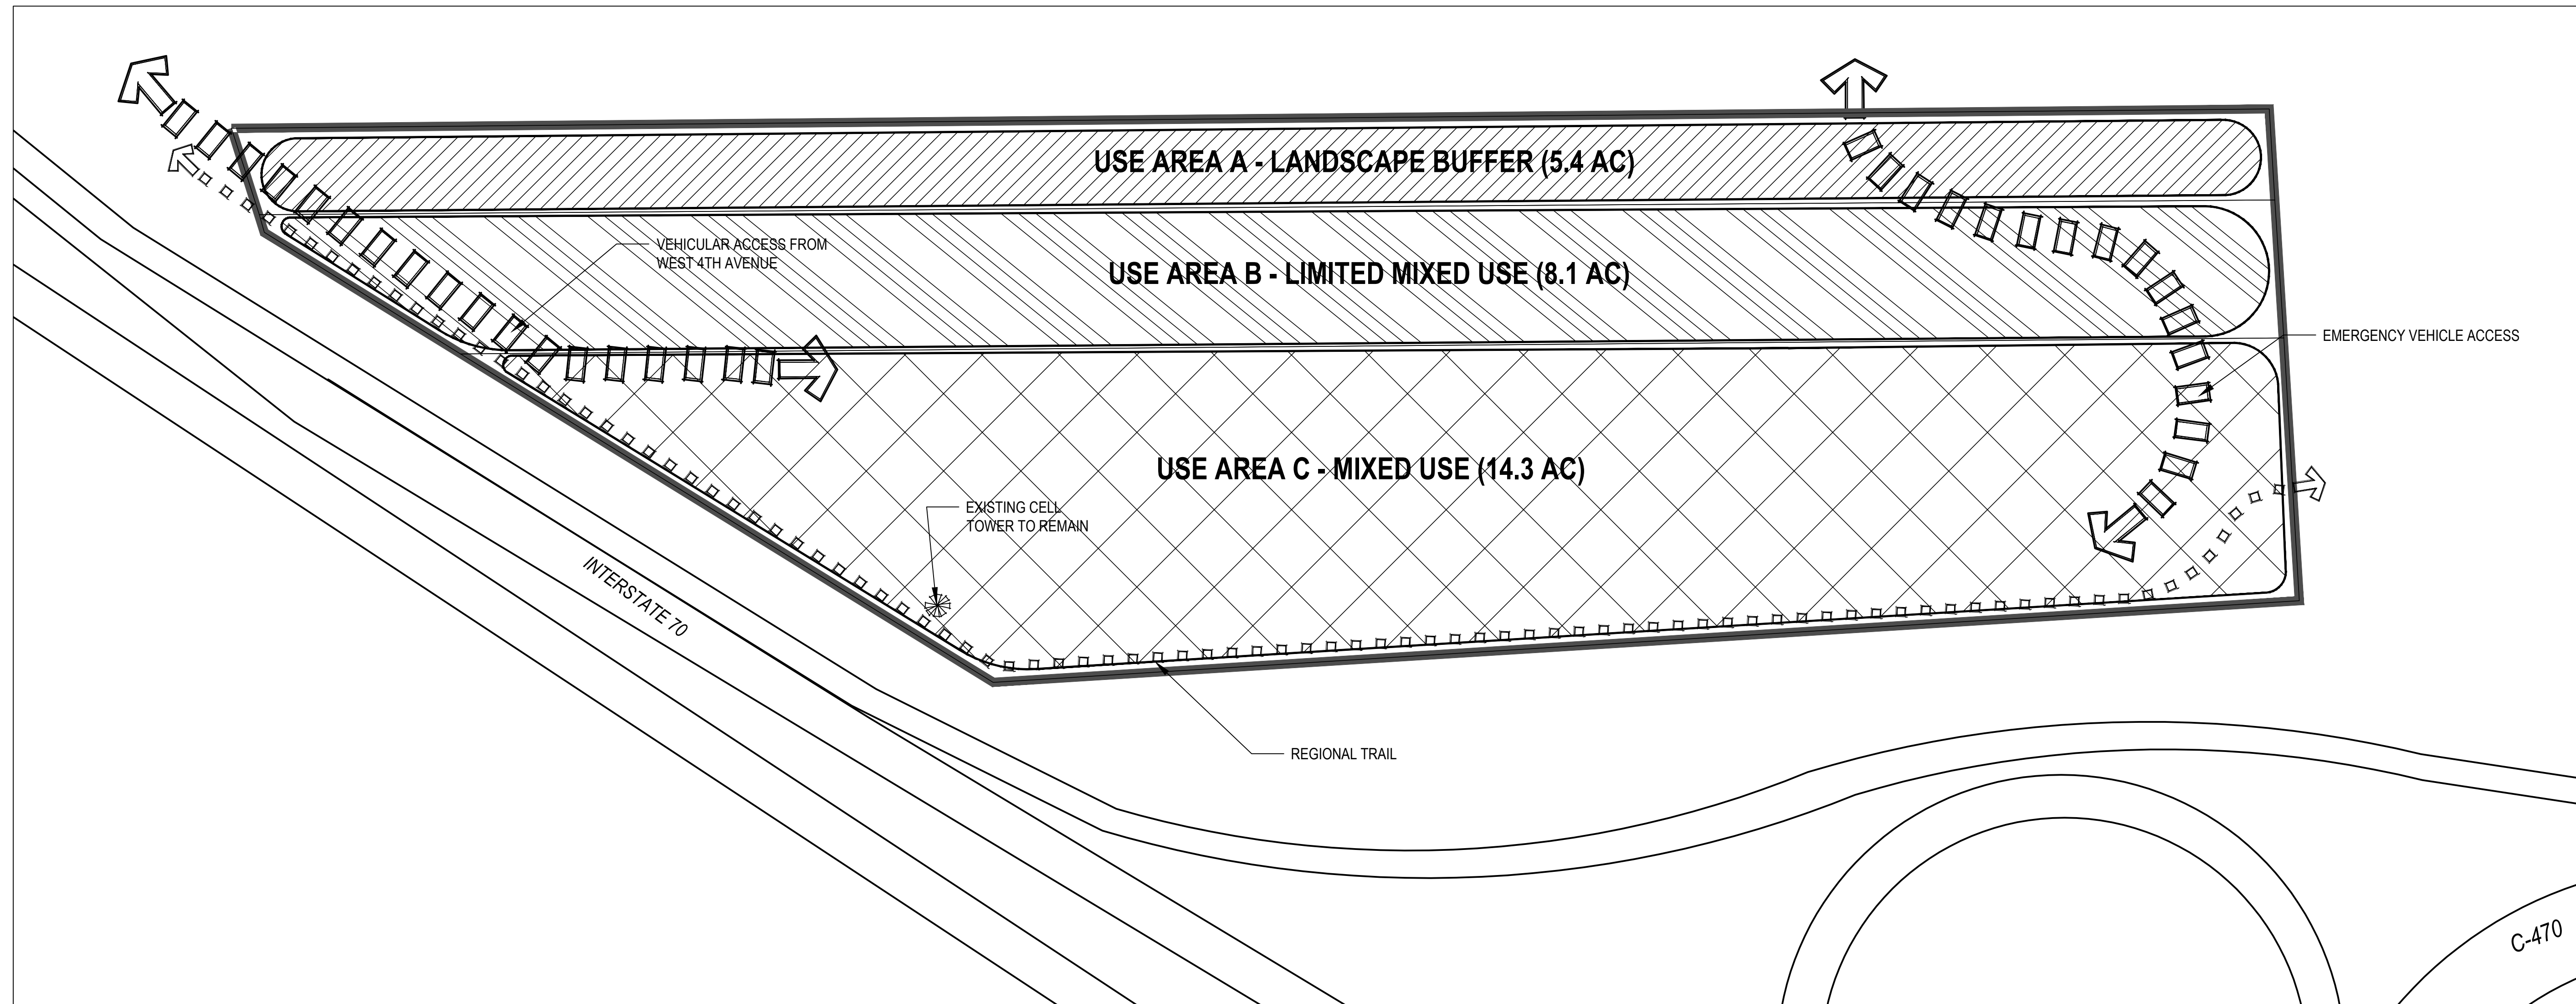 USE AREA A - LANDSCAPE BUFFER (5.4 AC)
VEHICULAR ACCESS FROM
WEST 4TH AVENUE
USE AREA B - LIMITED MIXED USE (8.1 AC)
EMERGENCY VEHICLE ACCESS
USE AREA C - MIXED USE (14.3 AC)
EXISTING CELL
TOWER TO REMAIN
INTERSTATE 70
REGIONAL TRAIL
C-470